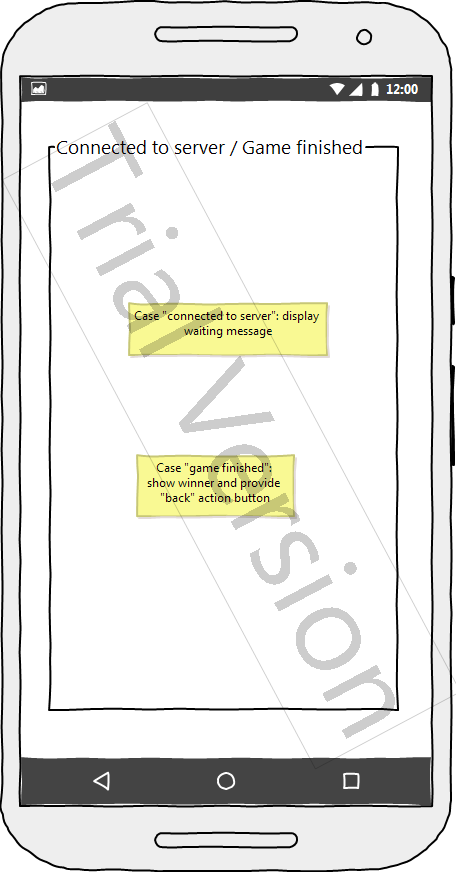 12:00
Connected to server / Game finished
Case "connected to server": display
waiting message
Case "game finished":
show winner and provide
"back" action button
Trial Version